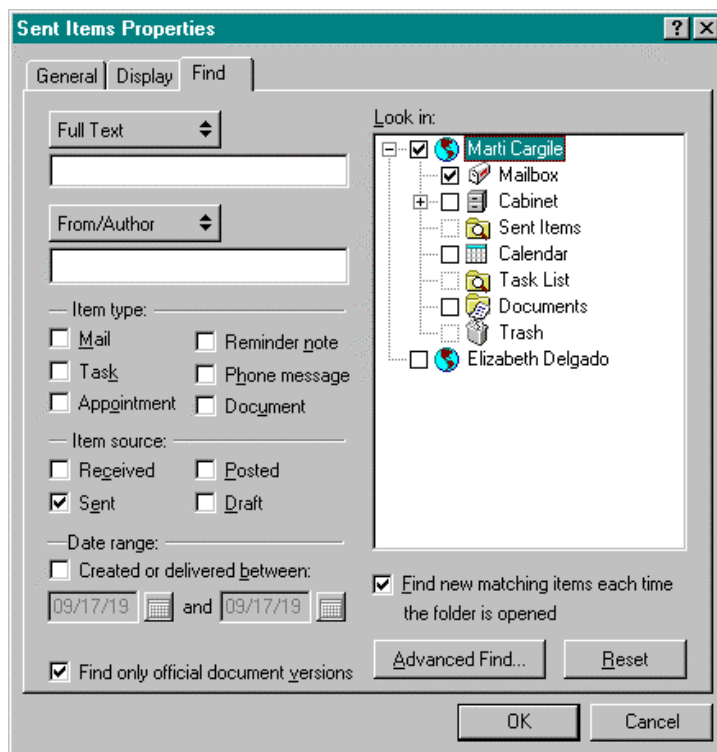 Sent Items Properties
General
Display
Find
Full Text
From/Author
Item type:
Mail
Reminder note
Task
Phone message
Appointment
Document
Item source:
Received
Posted
Sent
Draft
Date range:
Created or delivered between:
09/17/19
and
09/17/19
Find only official document versions
Look in:
Marti Cargile
Mailbox
Cabinet
Sent Items
Calendar
Task List
Documents
Trash
Elizabeth Delgado
Find new matching items each time
the folder is opened
Advanced Find...
Reset
OK
Cancel